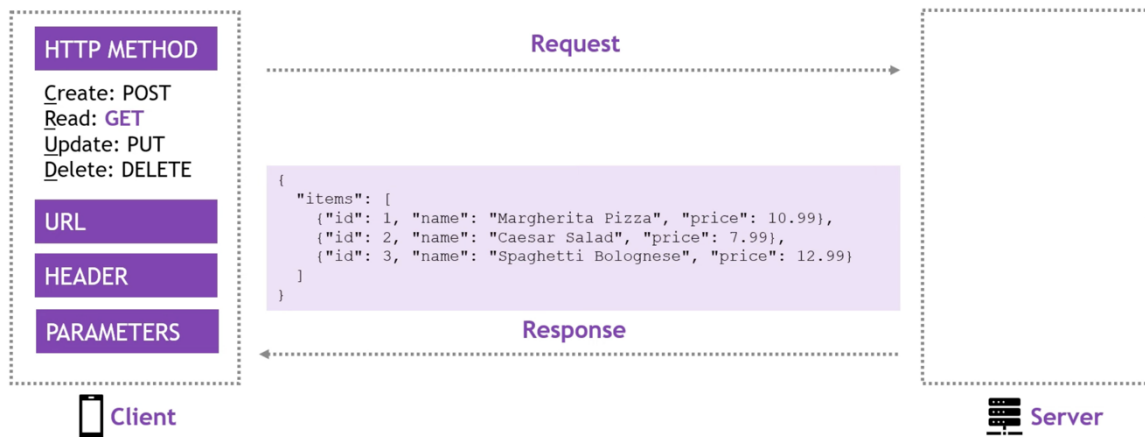 HTTP METHOD
Create: POST
Read: GET
Update: PUT
Delete: DELETE
URL
HEADER
PARAMETERS
Client
Request
{
  "items": [
    {"id": 1, "name": "Margherita Pizza", "price": 10.99},
    {"id": 2, "name": "Caesar Salad", "price": 7.99},
    {"id": 3, "name": "Spaghetti Bolognese", "price": 12.99}
  ]
}
Response
Server